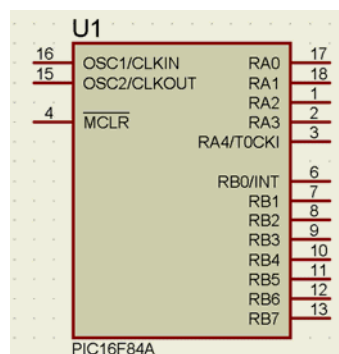 U1
16 OSC1/CLKIN RA0 17
15 OSC2/CLKOUT RA1 18
RA2 1
4 MCLR RA3 2
RA4/T0CKI 3
RB0/INT 6
RB1 7
RB2 8
RB3 9
RB4 10
RB5 11
RB6 12
RB7 13
PIC16F84A